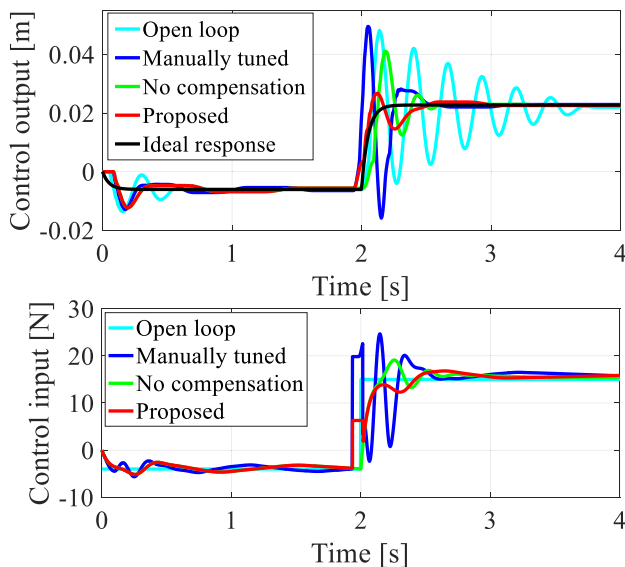 Control output [m]
0.04
0.02
0
-0.02
Open loop
Manually tuned
No compensation
Proposed
Ideal response
0 1 2 3 4
Time [s]
Control input [N]
30
20
10
0
-10
Open loop
Manually tuned
No compensation
Proposed
0 1 2 3 4
Time [s]